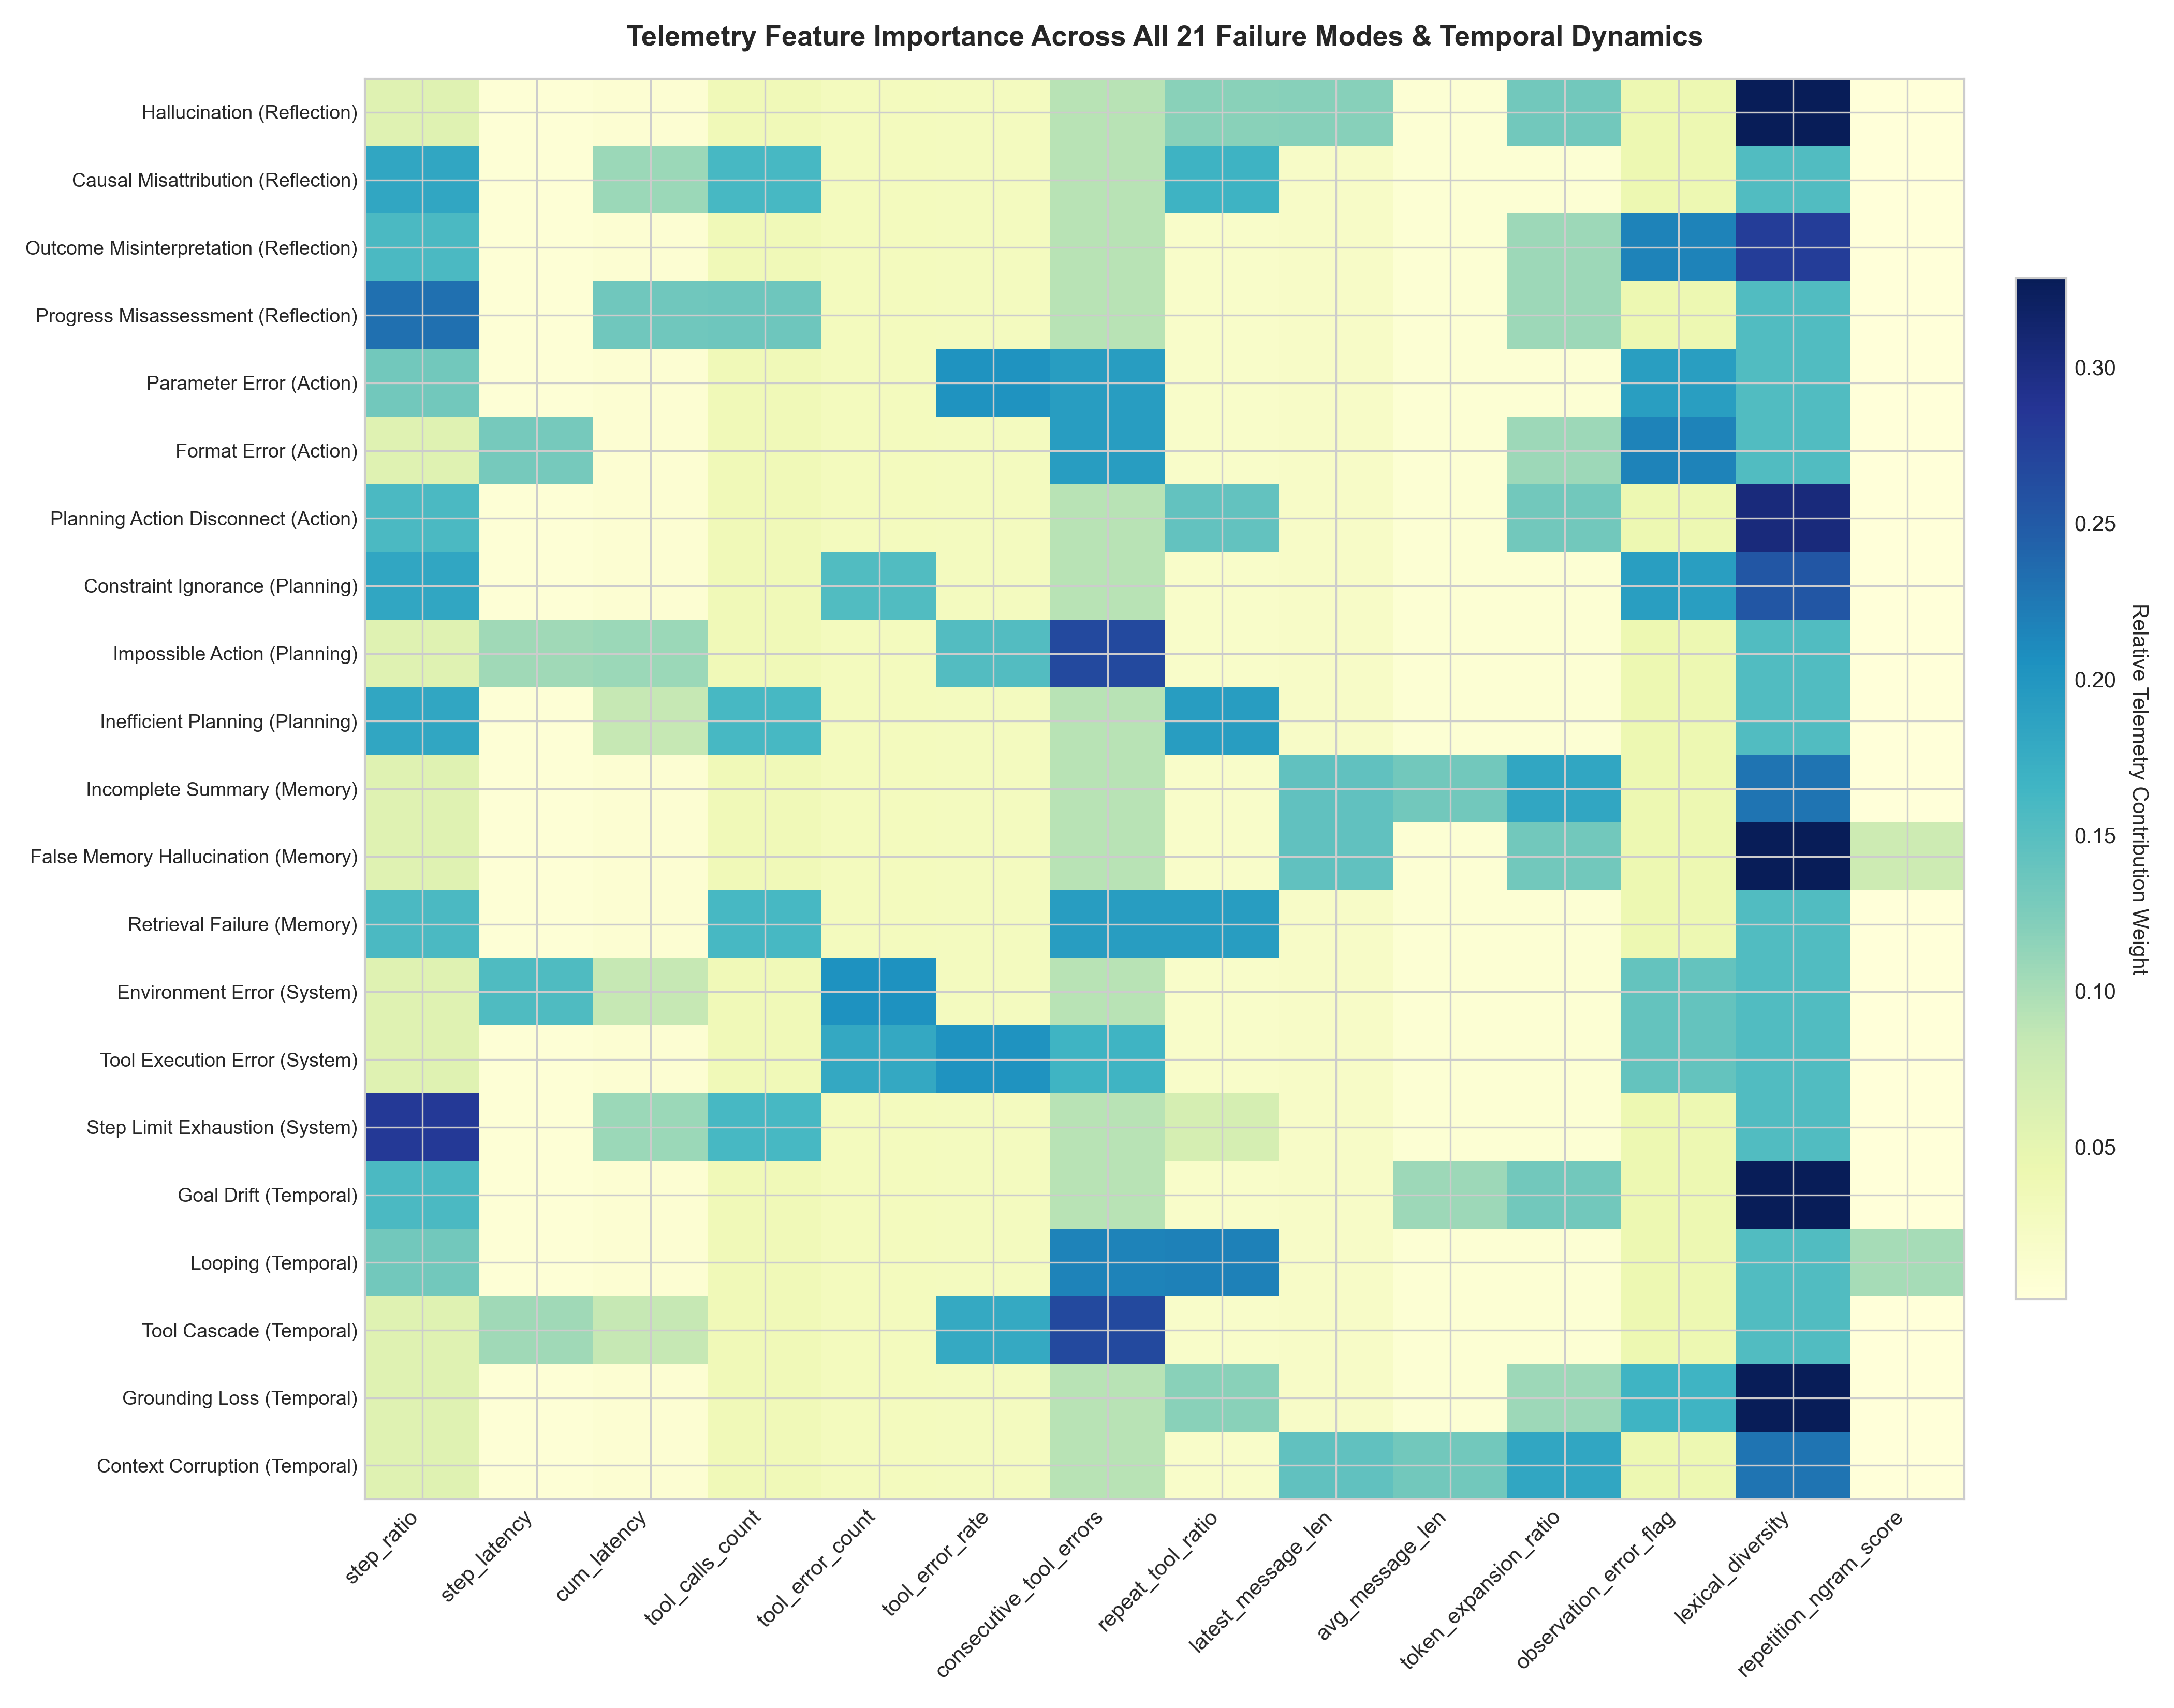 Telemetry Feature Importance Across All 21 Failure Modes & Temporal Dynamics
Hallucination (Reflection)
Causal Misattribution (Reflection)
Outcome Misinterpretation (Reflection)
Progress Misassessment (Reflection)
Parameter Error (Action)
Format Error (Action)
Planning Action Disconnect (Action)
Constraint Ignorance (Planning)
Impossible Action (Planning)
Inefficient Planning (Planning)
Incomplete Summary (Memory)
False Memory Hallucination (Memory)
Retrieval Failure (Memory)
Environment Error (System)
Tool Execution Error (System)
Step Limit Exhaustion (System)
Goal Drift (Temporal)
Looping (Temporal)
Tool Cascade (Temporal)
Grounding Loss (Temporal)
Context Corruption (Temporal)
step_ratio
step_latency
cum_latency
tool_calls_count
tool_error_count
tool_error_rate
consecutive_tool_errors
repeat_tool_ratio
latest_message_len
avg_message_len
token_expansion_ratio
observation_error_flag
lexical_diversity
repetition_ngram_score
0.30
0.25
0.20
0.15
0.10
0.05
Relative Telemetry Contribution Weight